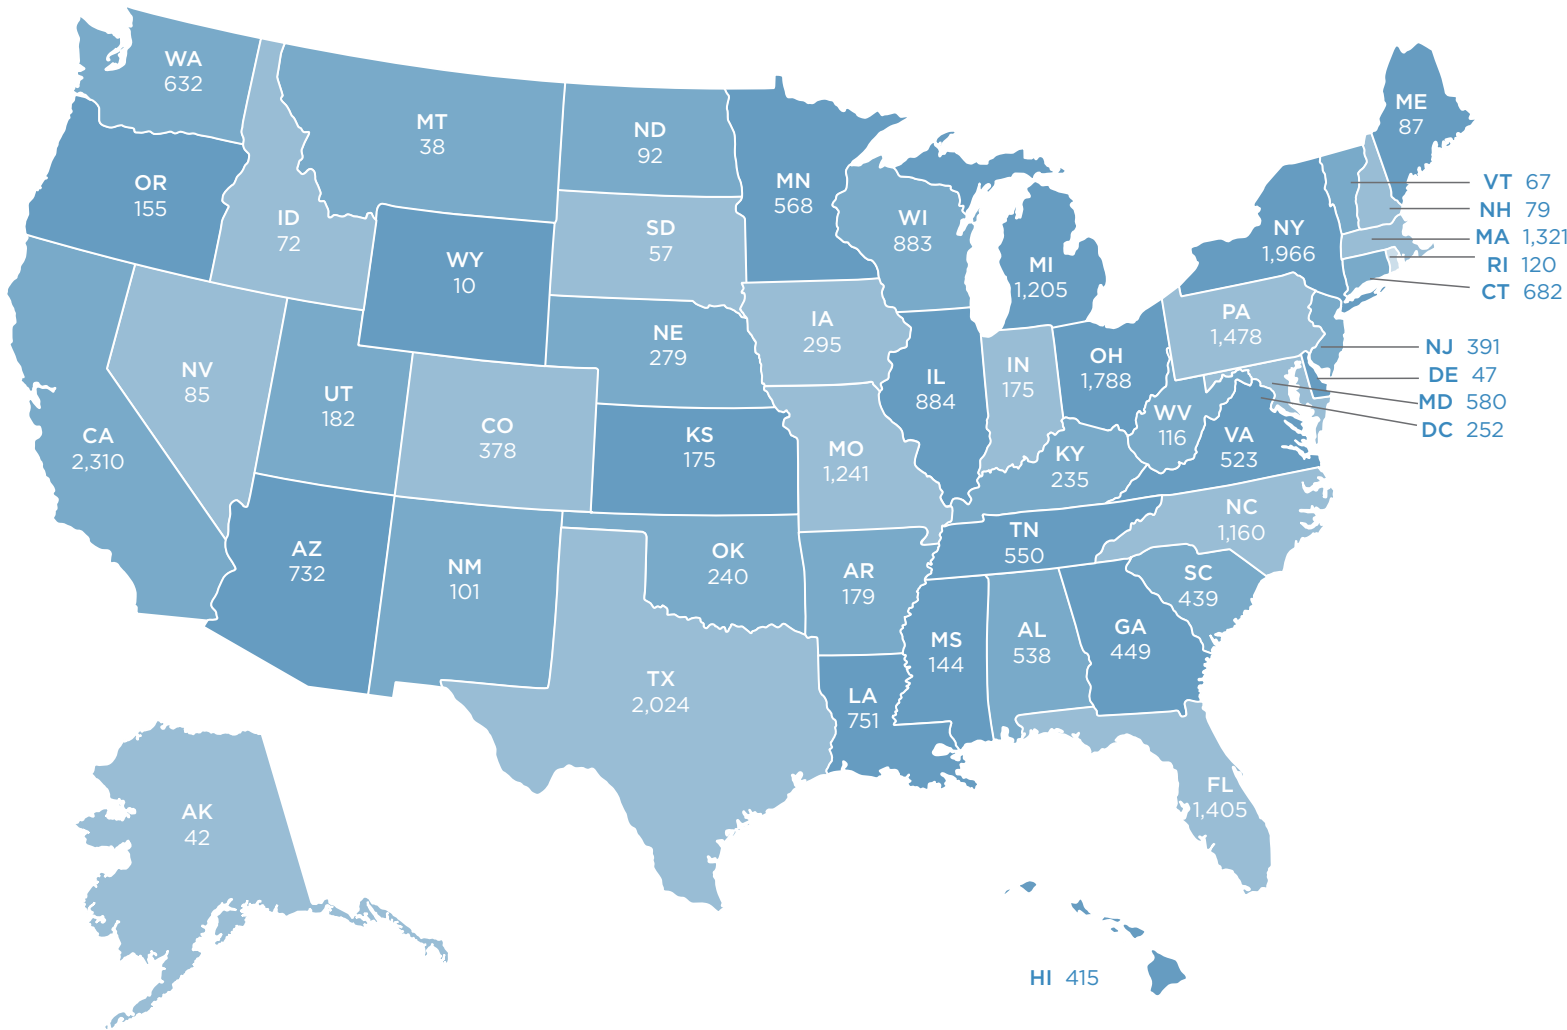 WA
632
OR
155
CA
2,310
ID
72
NV
85
MT
38
WY
10
UT
182
AZ
732
CO
378
NM
101
ND
92
SD
57
NE
279
KS
175
OK
240
TX
2,024
MN
568
IA
295
MO
1,241
AR
179
LA
751
WI
883
IL
884
MI
1,205
IN
175
OH
1,788
KY
235
TN
550
MS
144
AL
538
GA
449
FL
1,405
SC
439
NC
1,160
VA
523
WV
116
PA
1,478
NY
1,966
ME
87
VT 67
NH 79
MA 1,321
RI 120
CT 682
NJ 391
DE 47
MD 580
DC 252
AK
42
HI 415